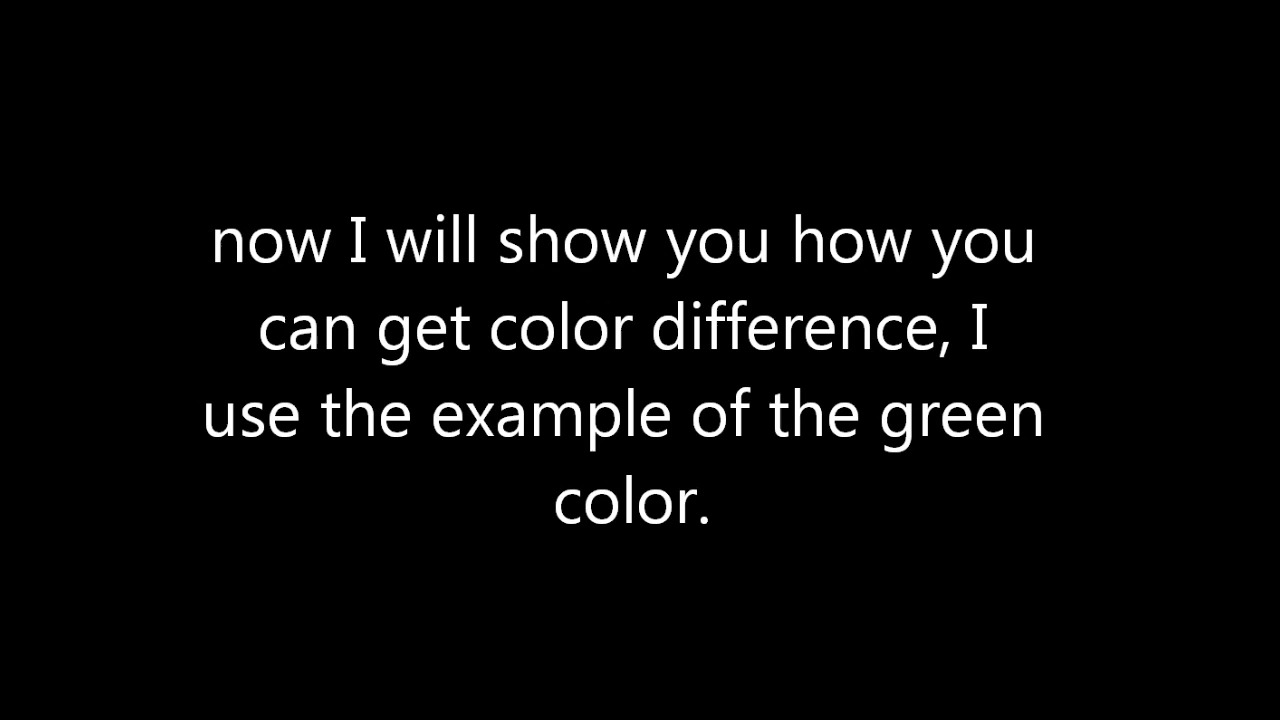 now I will show you how you
can get color difference, I
use the example of the green
color.